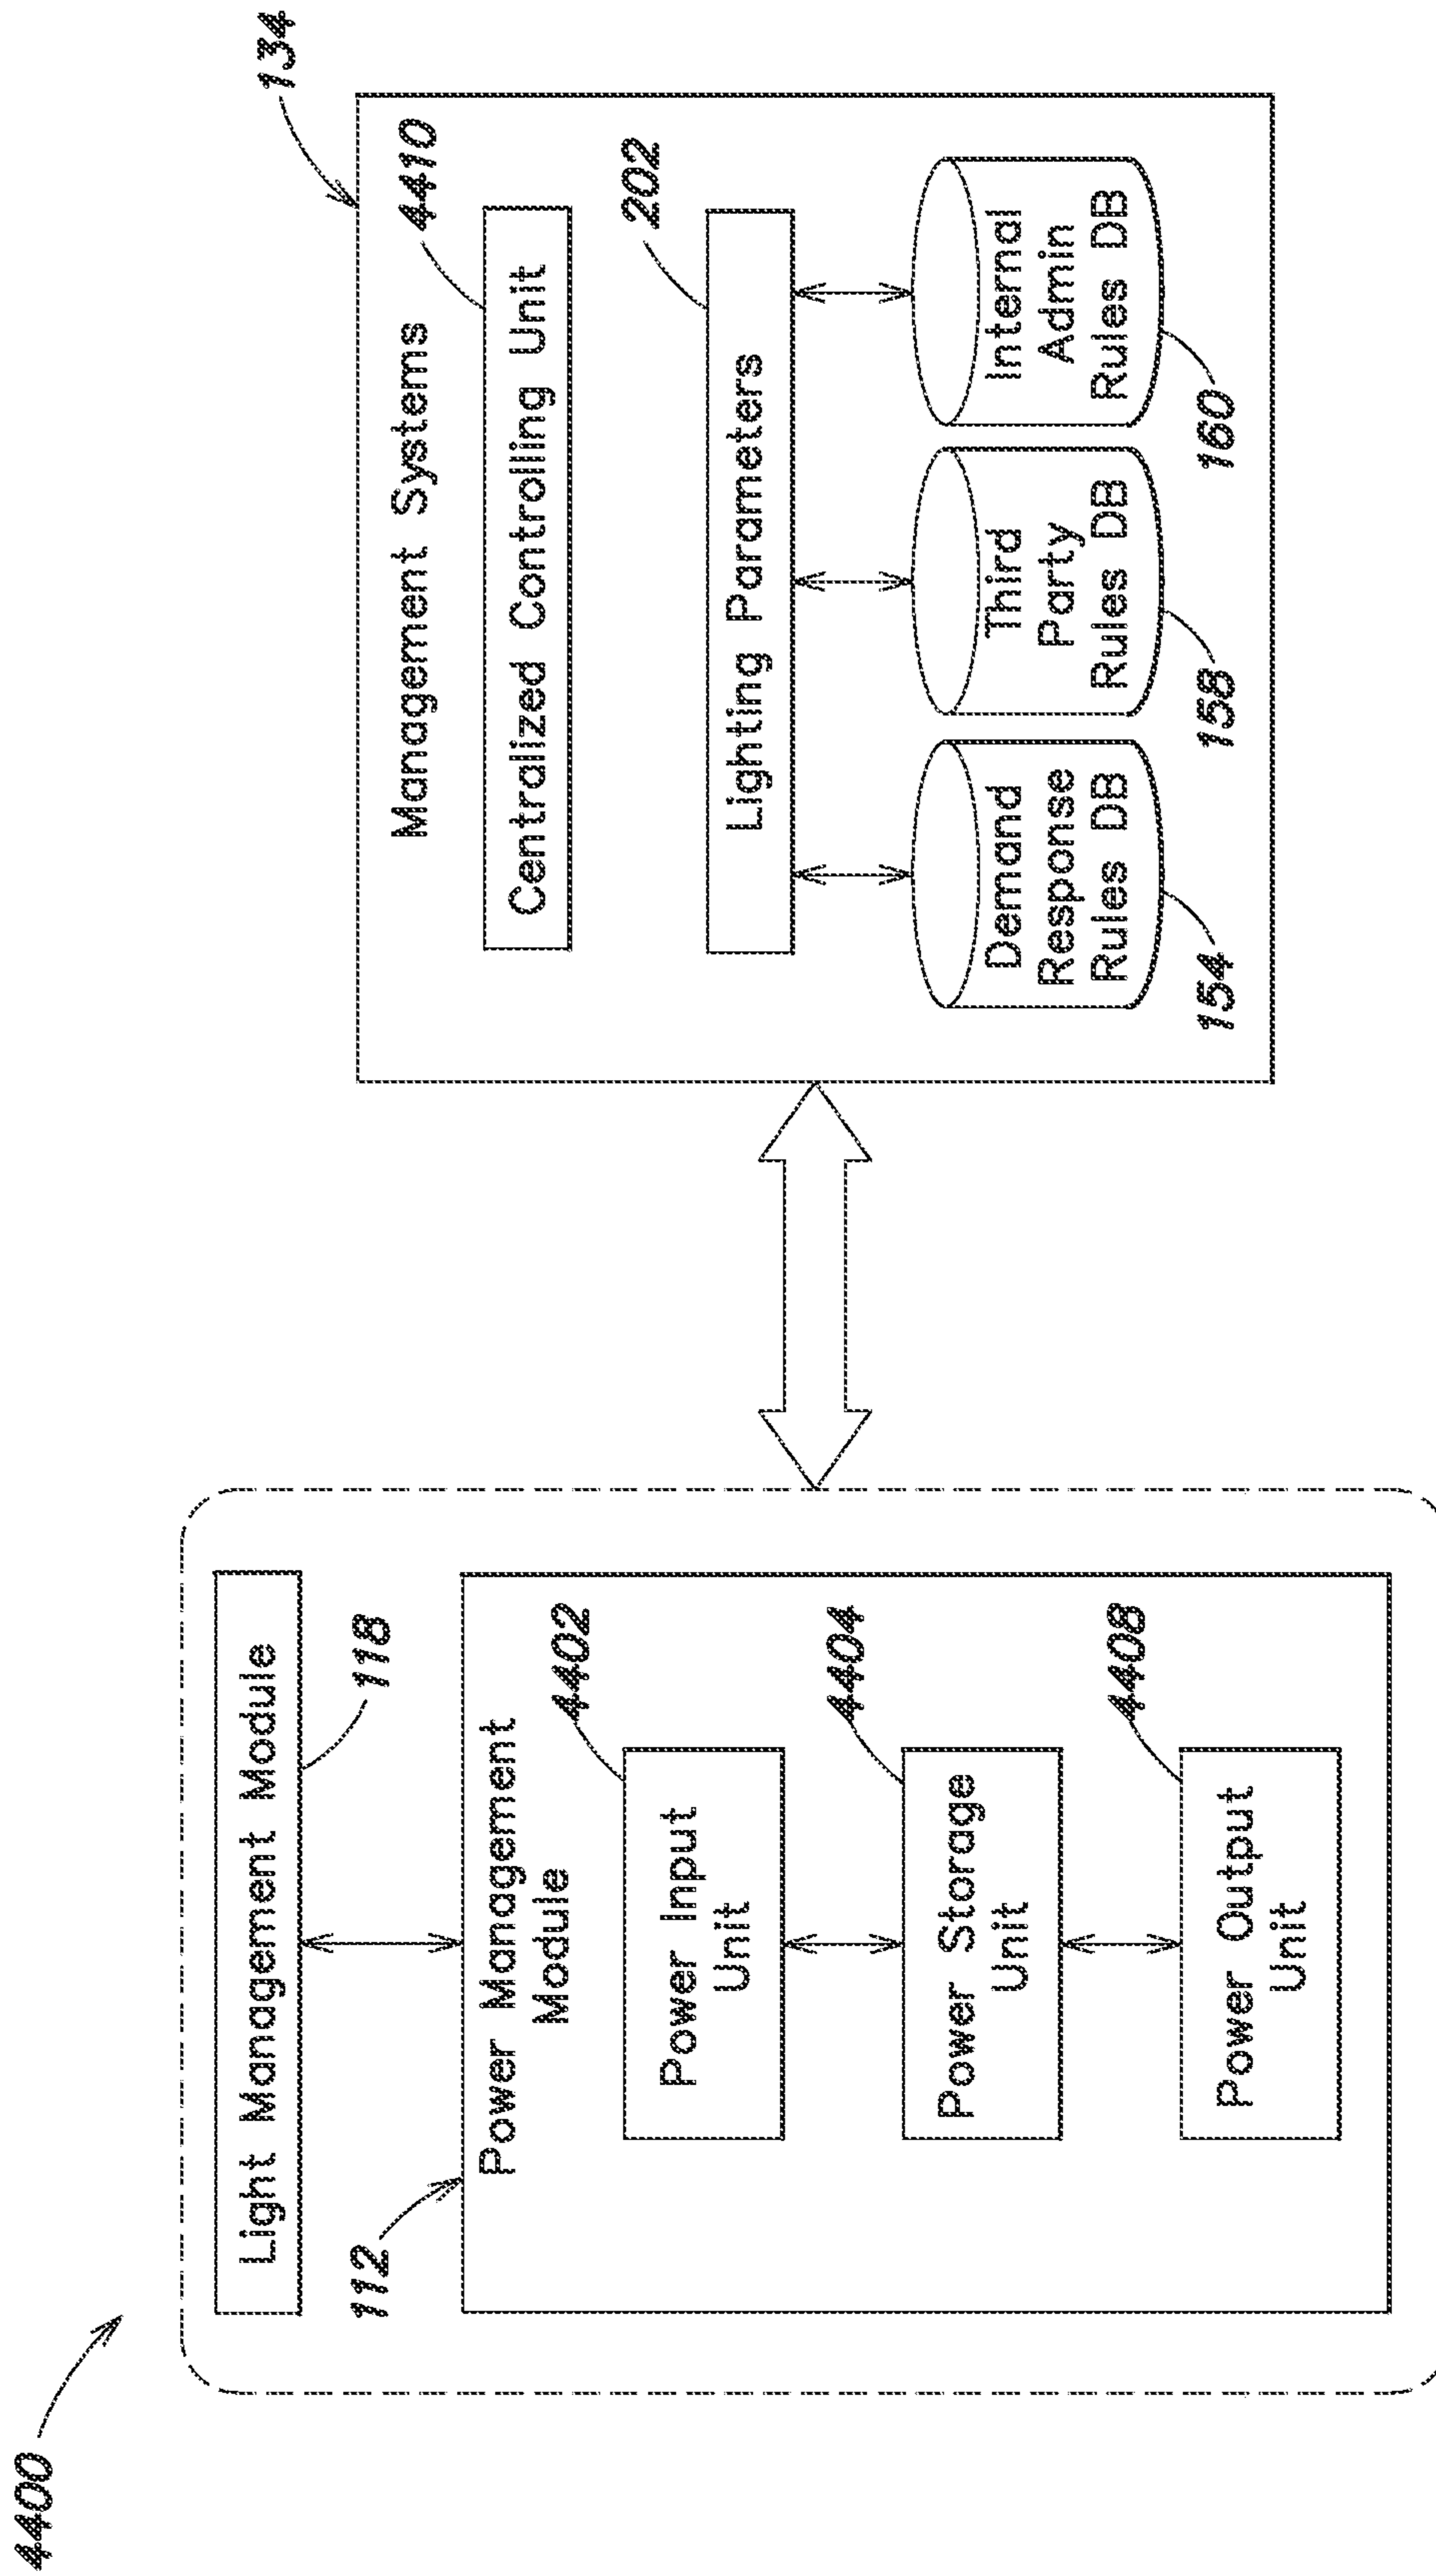 4400
Light Management Module
118
112
Power Management
Module
4402
Power Input
Unit
4404
Power Storage
Unit
4408
Power Output
Unit
134
Management Systems
4410
Centralized Controlling Unit
202
Lighting Parameters
Demand
Response
Rules DB
154
Third
Party
Rules DB
158
Internal
Admin
Rules DB
160